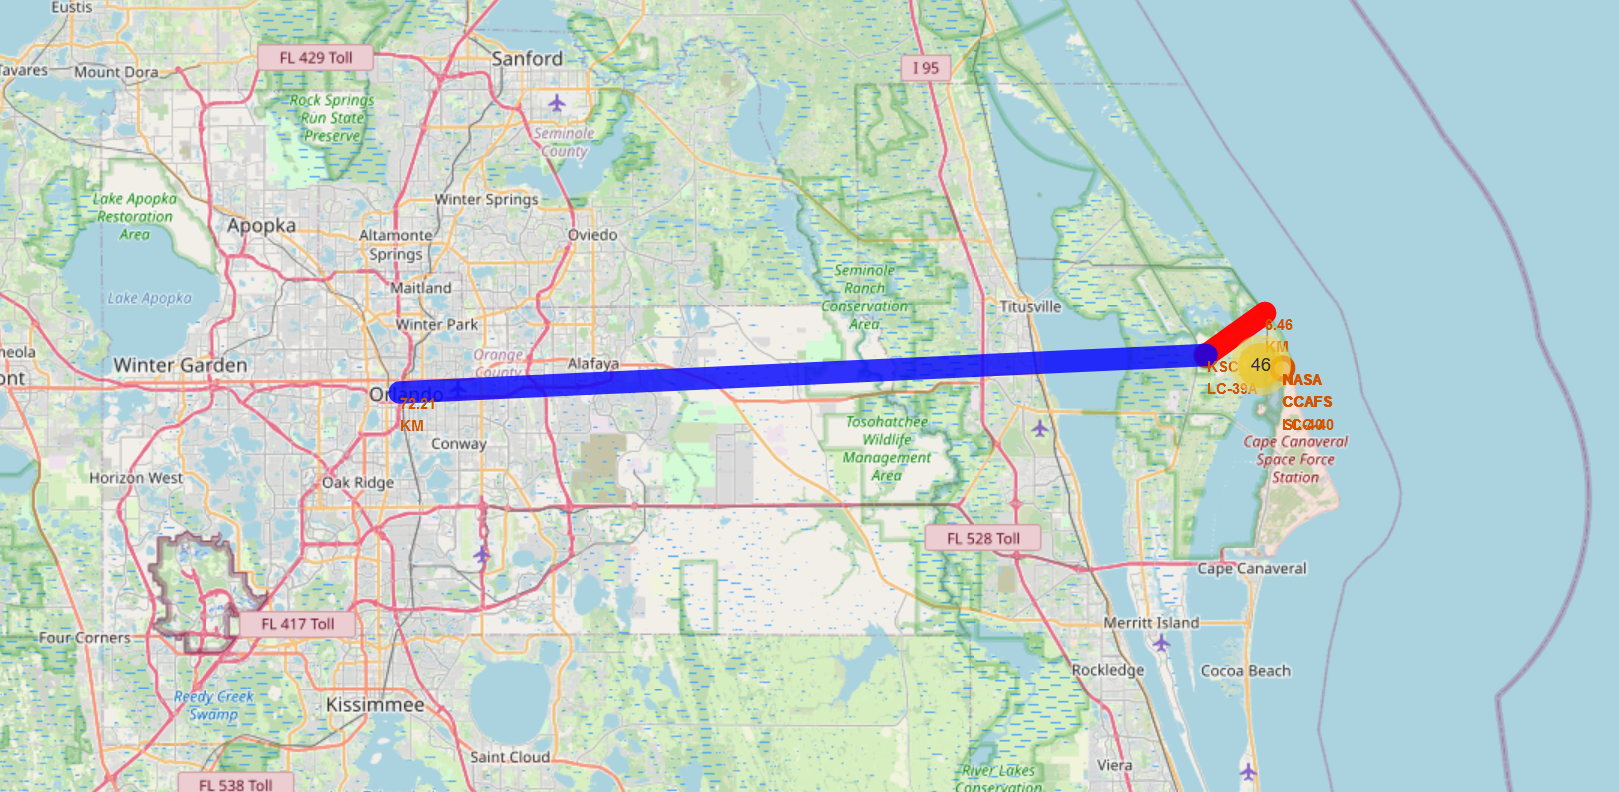 Eustis
FL 429 Toll
Sanford
I 95
Tavares
Mount Dora
Rock Springs
Run State
Preserve
Seminole
County
Lake Apopka
Restoration
Area
Winter Springs
Apopka
Altamonte
Springs
Oviedo
Lake Apopka
Maitland
Seminole
Ranch
Conservation
Area
Titusville
Winter Park
6.46
KM
neola
Winter Garden
Orange
County
Alafaya
KSC
LC-39A
46
ont
Orlando
72.21
KM
NASA
CCAFS
Conway
Tosohatchee
Wildlife
Management
Area
Cape Canaveral
Space Force
Station
Horizon West
Oak Ridge
FL 528 Toll
Cape Canaveral
FL 417 Toll
Four Corners
Merritt Island
Reedy Creek
Swamp
Kissimmee
Rockledge
Cocoa Beach
Saint Cloud
Viera
River Lakes
Conservation
FL 538 Toll